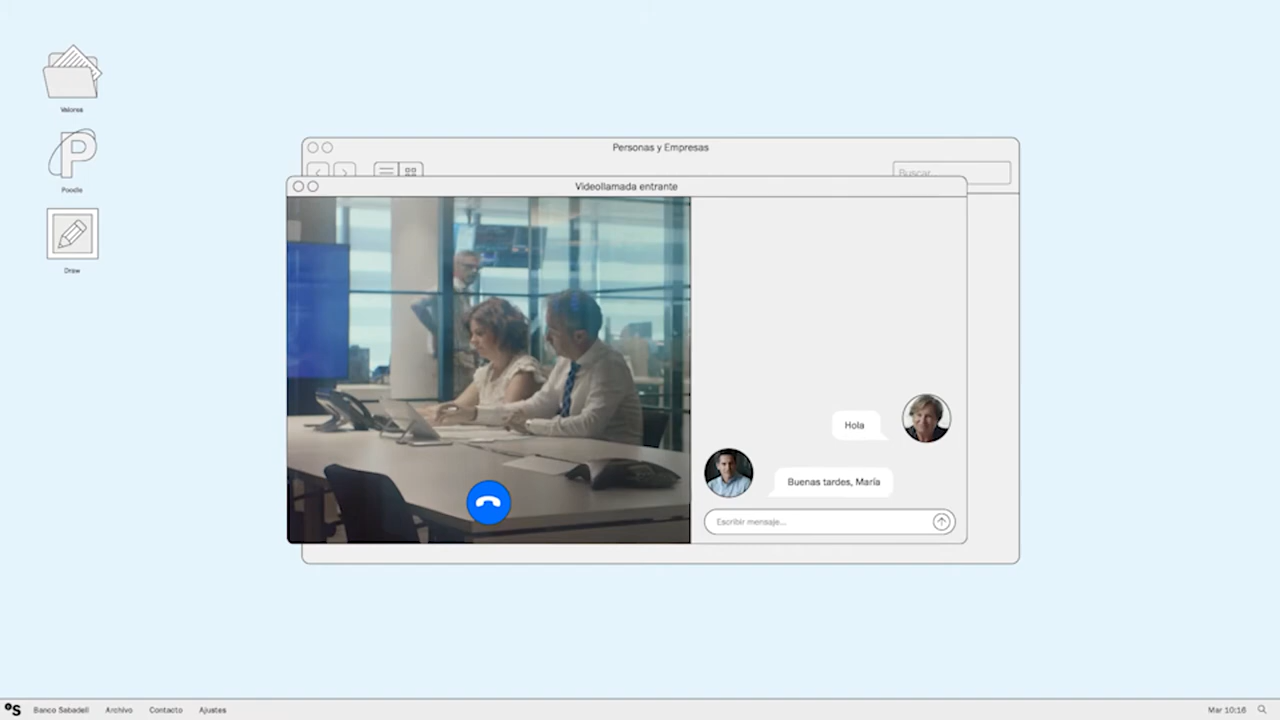 Valores
Poodle
Draw
Personas y Empresas
Buscar
Videollamada entrante
Hola
Buenas tardes, María
Escribir mensaje...
Banco Sabadell Archivo Contacto Ajustes Mar 10:16